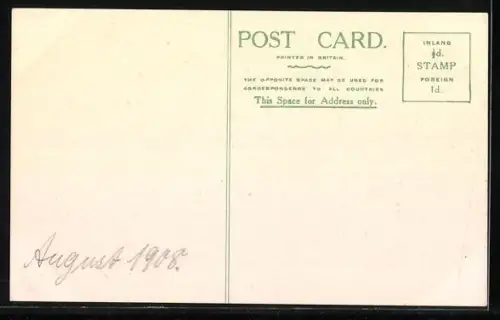 POST CARD.
PRINTED IN BRITAIN.
THE OPPOSITE SPACE MAY BE USED FOR
CORRESPONDENCE TO ALL COUNTRIES
This Space for Address only.
INLAND
½d.
STAMP
FOREIGN
1d.
August 1908.